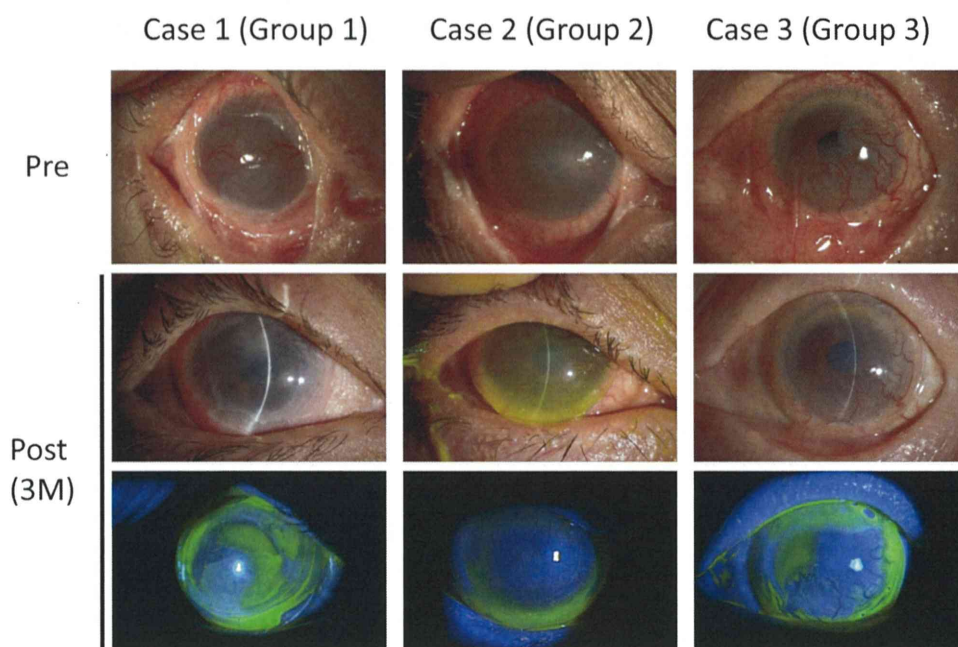 Case 1 (Group 1)
Case 2 (Group 2)
Case 3 (Group 3)
Pre
Post
(3M)